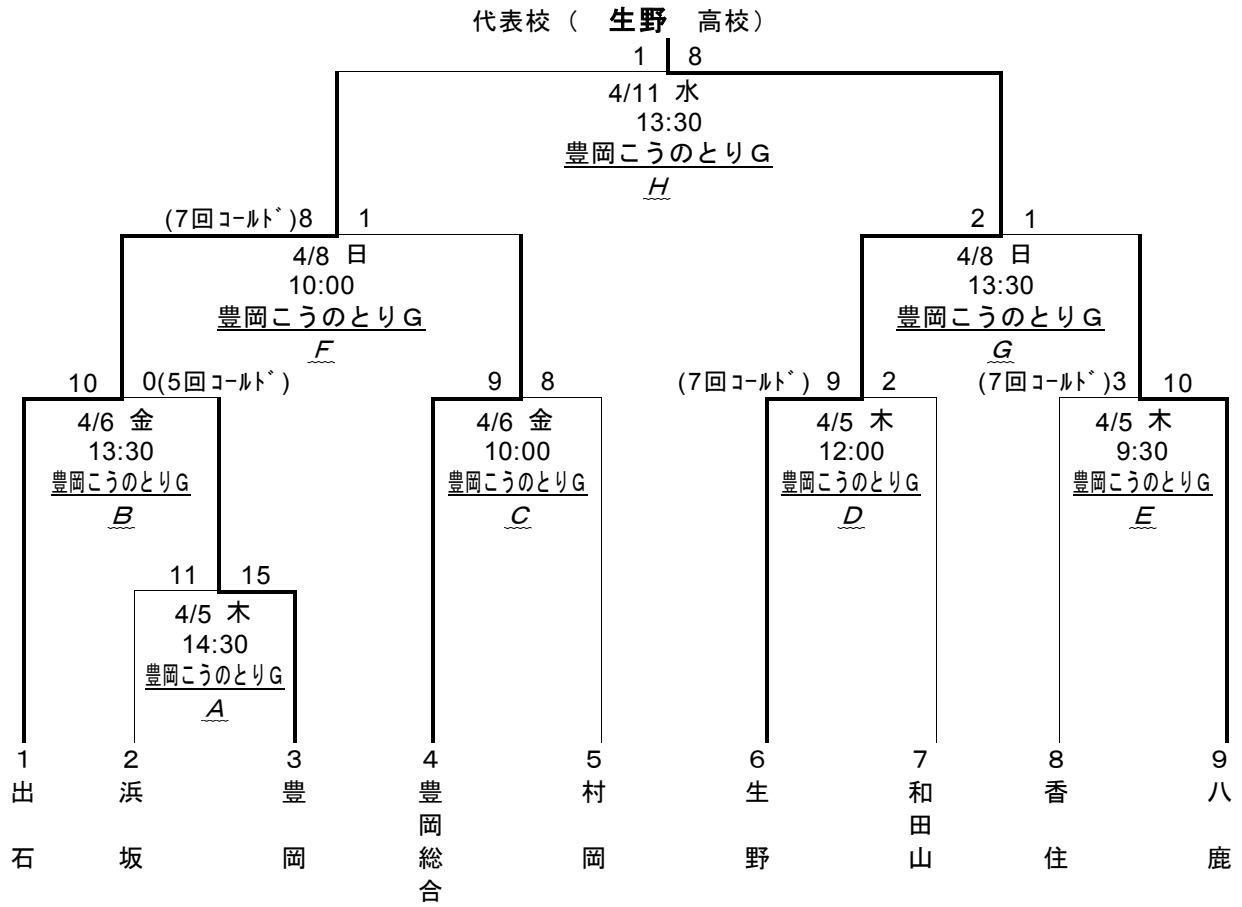 代表校（　生野　高校）
1 8
4/11 水
13:30
豊岡こうのとりＧ
H
(7回ｺｰﾙﾄﾞ)8 1
4/8 日
10:00
豊岡こうのとりＧ
F
2 1
4/8 日
13:30
豊岡こうのとりＧ
G
10 0(5回ｺｰﾙﾄﾞ)
4/6 金
13:30
豊岡こうのとりＧ
B
9 8
4/6 金
10:00
豊岡こうのとりＧ
C
(7回ｺｰﾙﾄﾞ) 9 2
4/5 木
12:00
豊岡こうのとりＧ
D
(7回ｺｰﾙﾄﾞ)3 10
4/5 木
9:30
豊岡こうのとりＧ
E
11 15
4/5 木
14:30
豊岡こうのとりＧ
A
1 2 3 4 5 6 7 8 9
出石
浜坂
豊岡
豊岡総合
村岡
生野
和田山
香住
八鹿